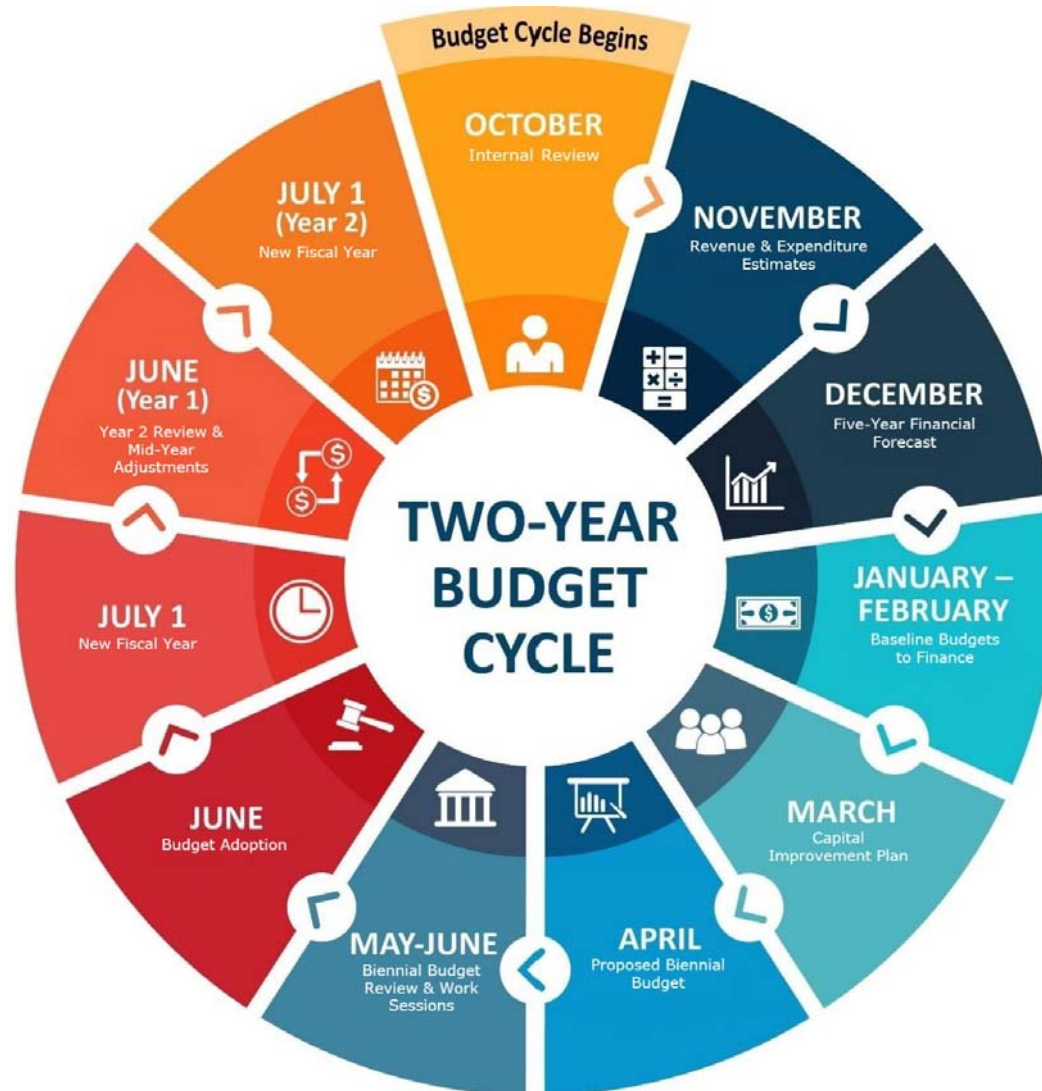 Budget Cycle Begins
OCTOBER
Internal Review
NOVEMBER
Revenue & Expenditure
Estimates
DECEMBER
Five-Year Financial
Forecast
JANUARY –
FEBRUARY
Baseline Budgets
to Finance
MARCH
Capital
Improvement Plan
APRIL
Proposed Biennial
Budget
MAY-JUNE
Biennial Budget
Review & Work
Sessions
JUNE
Budget Adoption
JULY 1
New Fiscal Year
JUNE
(Year 1)
Year 2 Review &
Mid-Year
Adjustments
JULY 1
(Year 2)
New Fiscal Year
TWO-YEAR
BUDGET
CYCLE